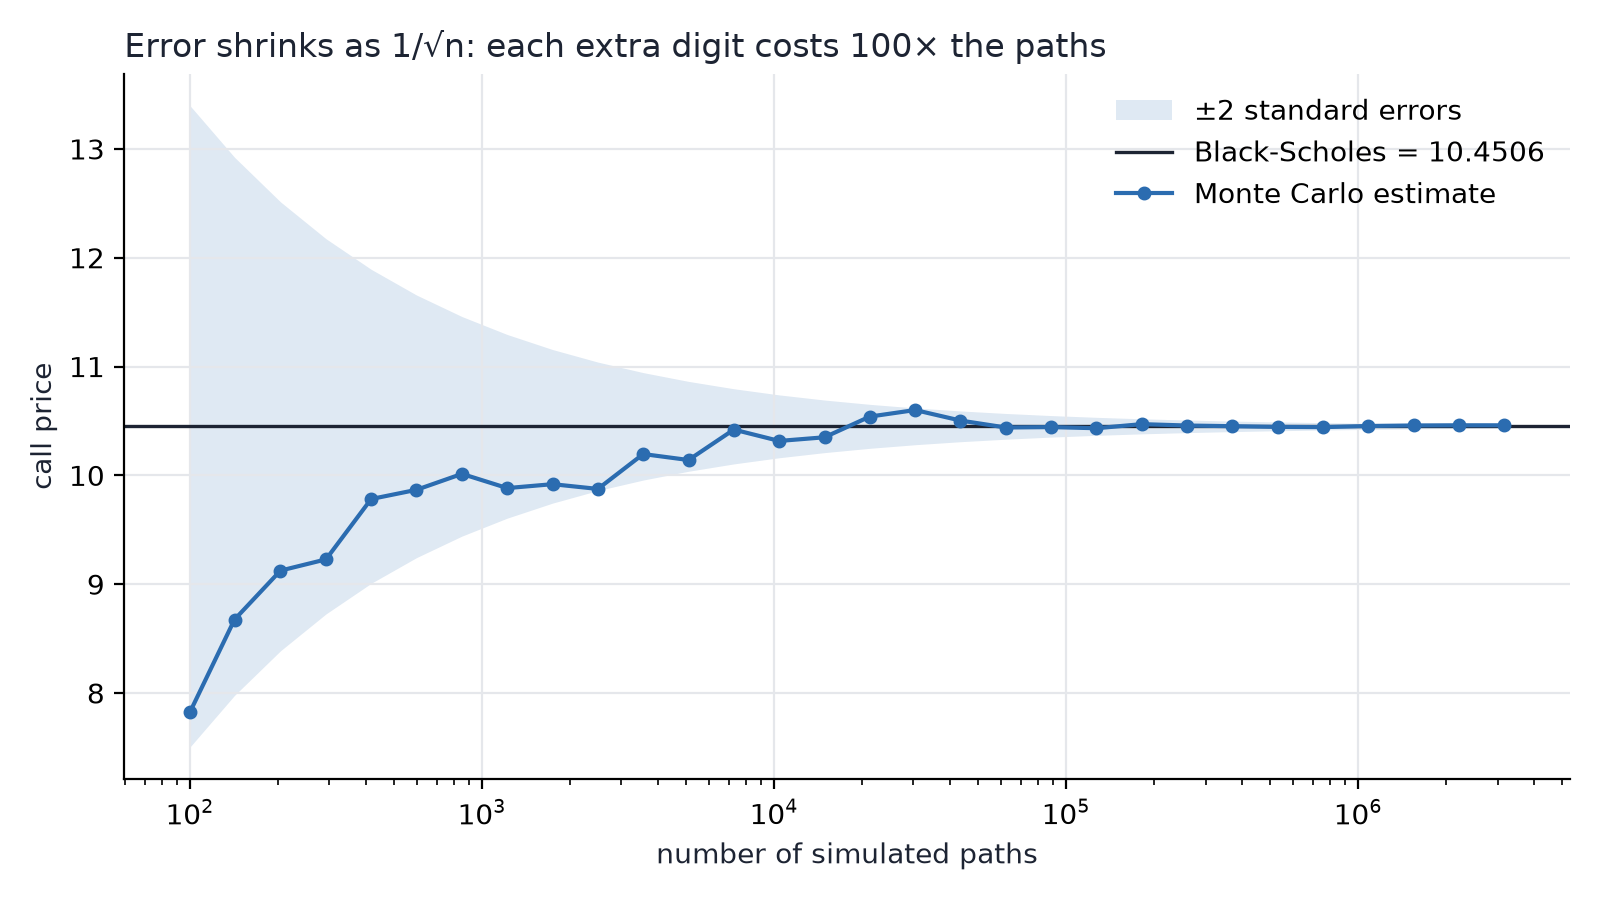 Error shrinks as 1/√n: each extra digit costs 100× the paths
±2 standard errors
Black-Scholes = 10.4506
Monte Carlo estimate
13
12
11
10
9
8
call price
10² 10³ 10⁴ 10⁵ 10⁶
number of simulated paths